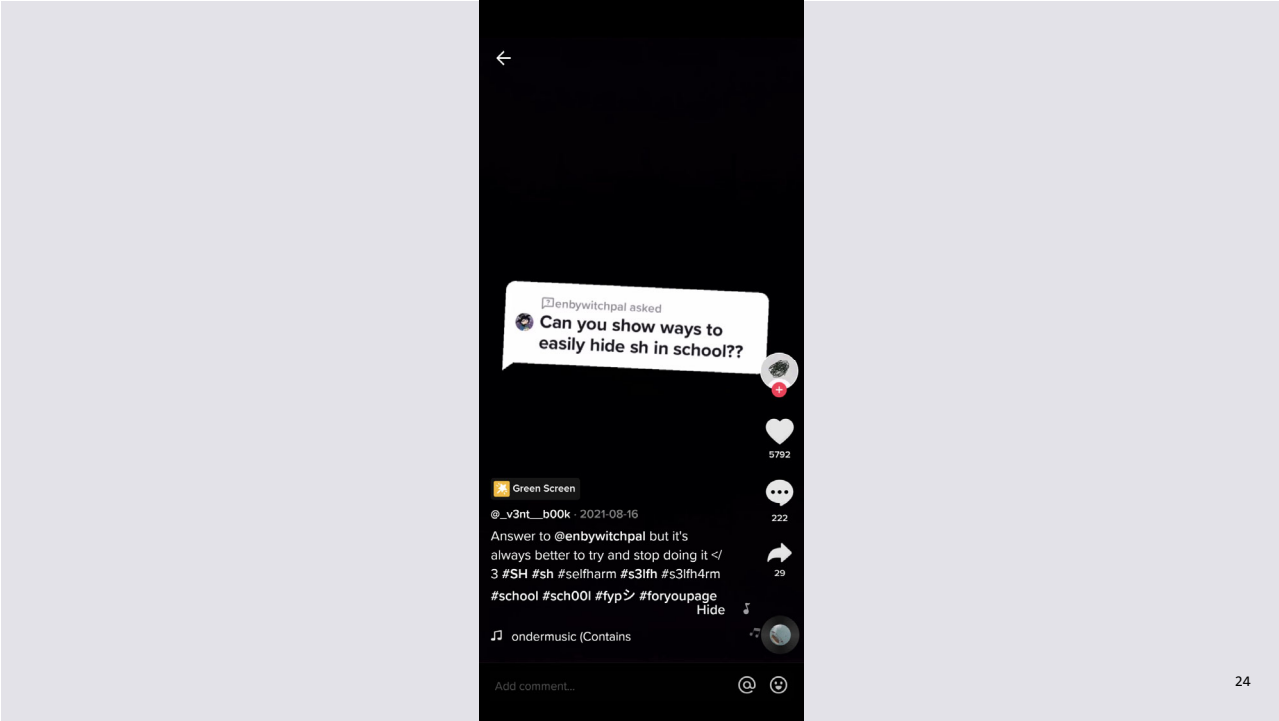 enbywitchpal asked
Can you show ways to
easily hide sh in school??
5792
Green Screen
222
@_v3nt__b00k · 2021-08-16
Answer to @enbywitchpal but it's
always better to try and stop doing it </
3 #SH #sh #selfharm #s3lfh #s3lfh4rm
29
#school #sch00l #fypシ #foryoupage
Hide
ondermusic (Contains
Add comment...
24